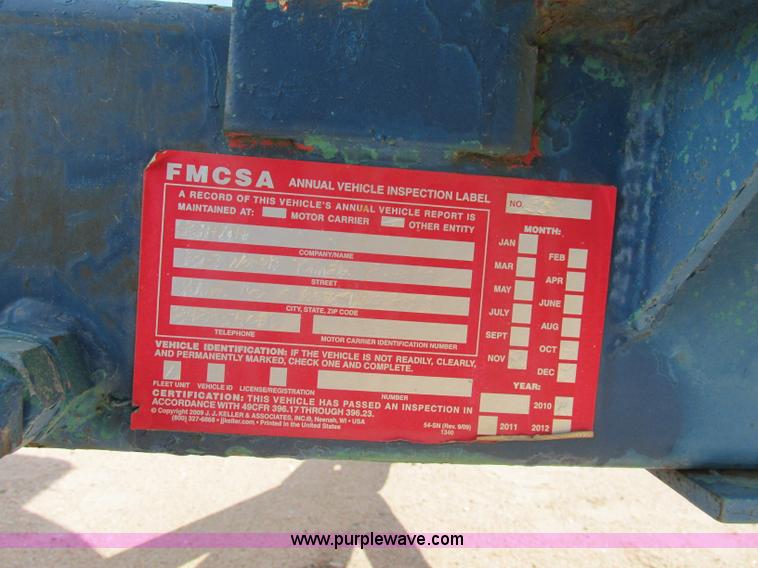 FMCSA ANNUAL VEHICLE INSPECTION LABEL
NO.
A RECORD OF THIS VEHICLE'S ANNUAL VEHICLE REPORT IS
MAINTAINED AT: MOTOR CARRIER OTHER ENTITY
COMPANY/NAME
STREET
CITY, STATE, ZIP CODE
TELEPHONE MOTOR CARRIER IDENTIFICATION NUMBER
MONTH:
JAN FEB
MAR APR
MAY JUNE
JULY AUG
SEPT OCT
NOV DEC
YEAR:
2010
2011 2012
VEHICLE IDENTIFICATION: IF THE VEHICLE IS NOT READILY, CLEARLY,
AND PERMANENTLY MARKED, CHECK ONE AND COMPLETE.
FLEET UNIT VEHICLE ID LICENSE/REGISTRATION NUMBER
CERTIFICATION: THIS VEHICLE HAS PASSED AN INSPECTION IN
ACCORDANCE WITH 49CFR 396.17 THROUGH 396.23.
© Copyright 2009 J. J. KELLER & ASSOCIATES, INC.®, Neenah, WI • USA
(800) 327-6868 • jjkeller.com • Printed in the United States
54-SN (Rev. 9/09)
1340
www.purplewave.com